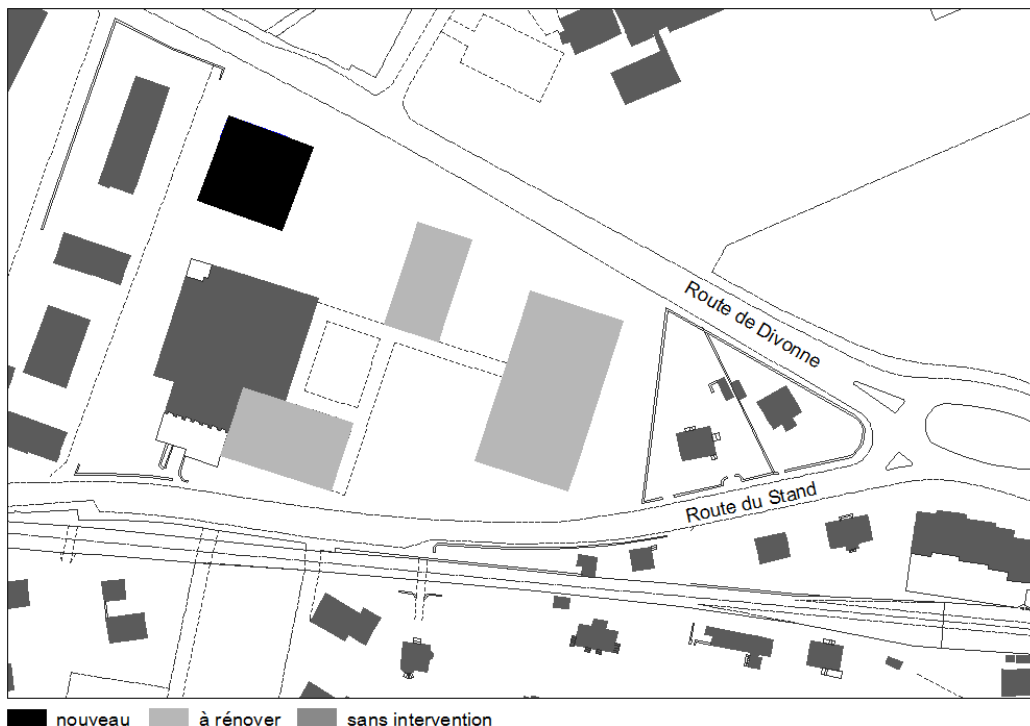 Route de Divonne
Route du Stand
nouveau à rénover sans intervention